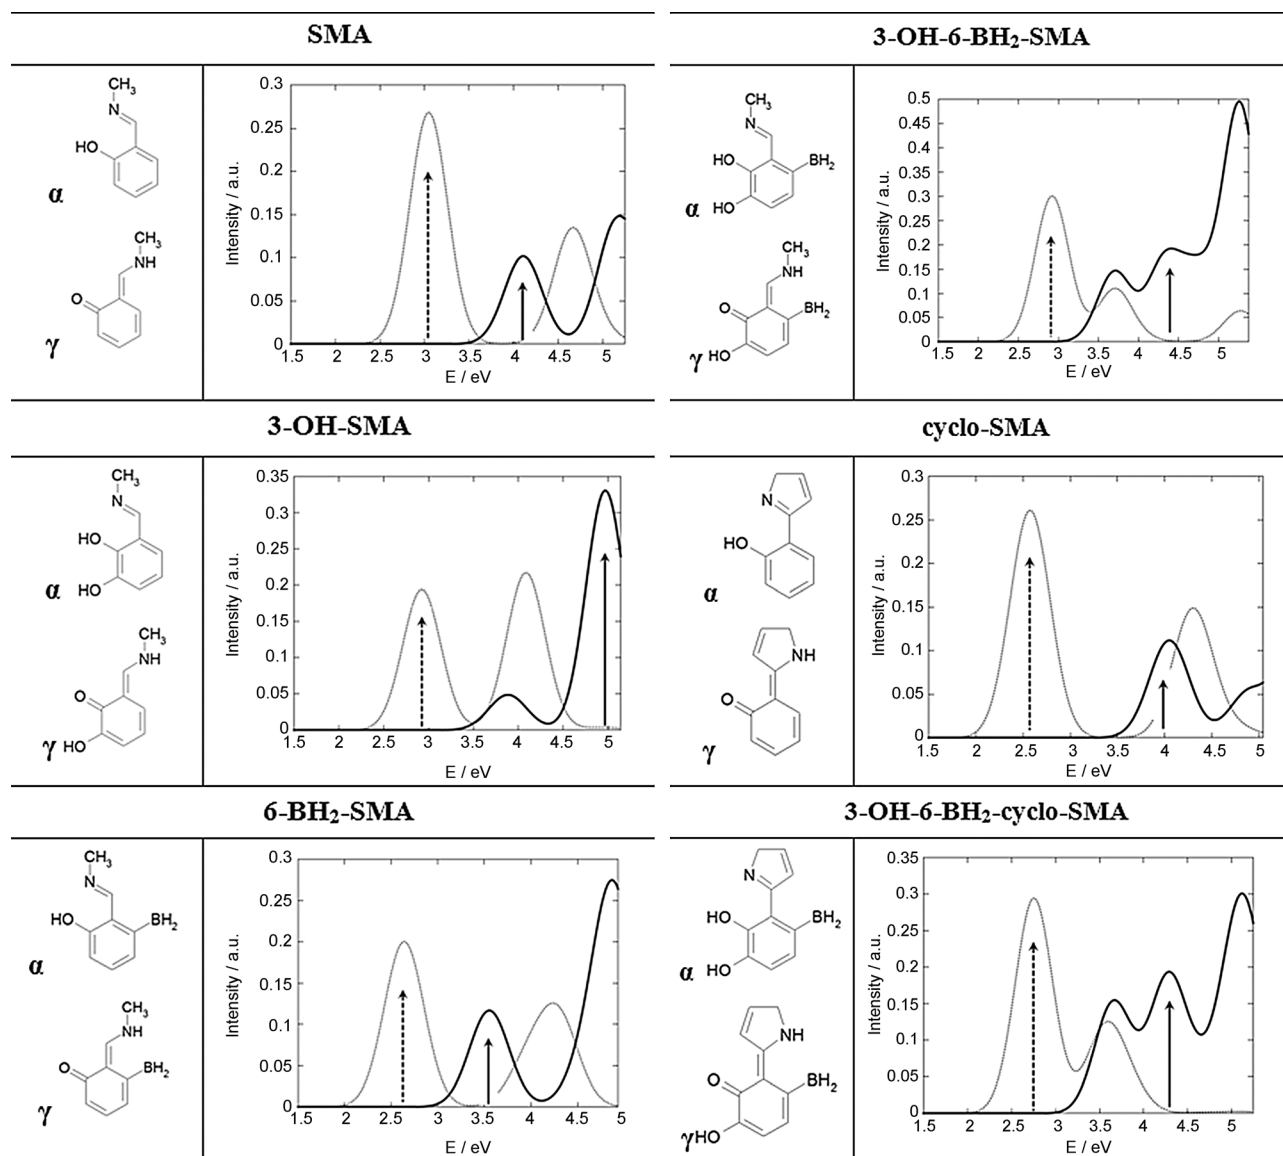 SMA
CH₃
N
HO
α
CH₃
NH
O
γ
Intensity / a.u.
0.3
0.25
0.2
0.15
0.1
0.05
0
1.5 2 2.5 3 3.5 4 4.5 5
E / eV
3-OH-6-BH₂-SMA
CH₃
N
HO BH₂
HO
α
CH₃
NH
O BH₂
HO
γ
Intensity / a.u.
0.5
0.45
0.4
0.35
0.3
0.25
0.2
0.15
0.1
0.05
0
1.5 2 2.5 3 3.5 4 4.5 5
E / eV
3-OH-SMA
CH₃
N
HO
HO
α
CH₃
NH
O
HO
γ
Intensity / a.u.
0.35
0.3
0.25
0.2
0.15
0.1
0.05
0
1.5 2 2.5 3 3.5 4 4.5 5
E / eV
cyclo-SMA
N
HO
α
NH
O
γ
Intensity / a.u.
0.3
0.25
0.2
0.15
0.1
0.05
0
1.5 2 2.5 3 3.5 4 4.5 5
E / eV
6-BH₂-SMA
CH₃
N
HO BH₂
α
CH₃
NH
O BH₂
γ
Intensity / a.u.
0.3
0.25
0.2
0.15
0.1
0.05
0
1.5 2 2.5 3 3.5 4 4.5 5
E / eV
3-OH-6-BH₂-cyclo-SMA
N
HO BH₂
HO
α
NH
O BH₂
HO
γ
Intensity / a.u.
0.35
0.3
0.25
0.2
0.15
0.1
0.05
0
1.5 2 2.5 3 3.5 4 4.5 5
E / eV